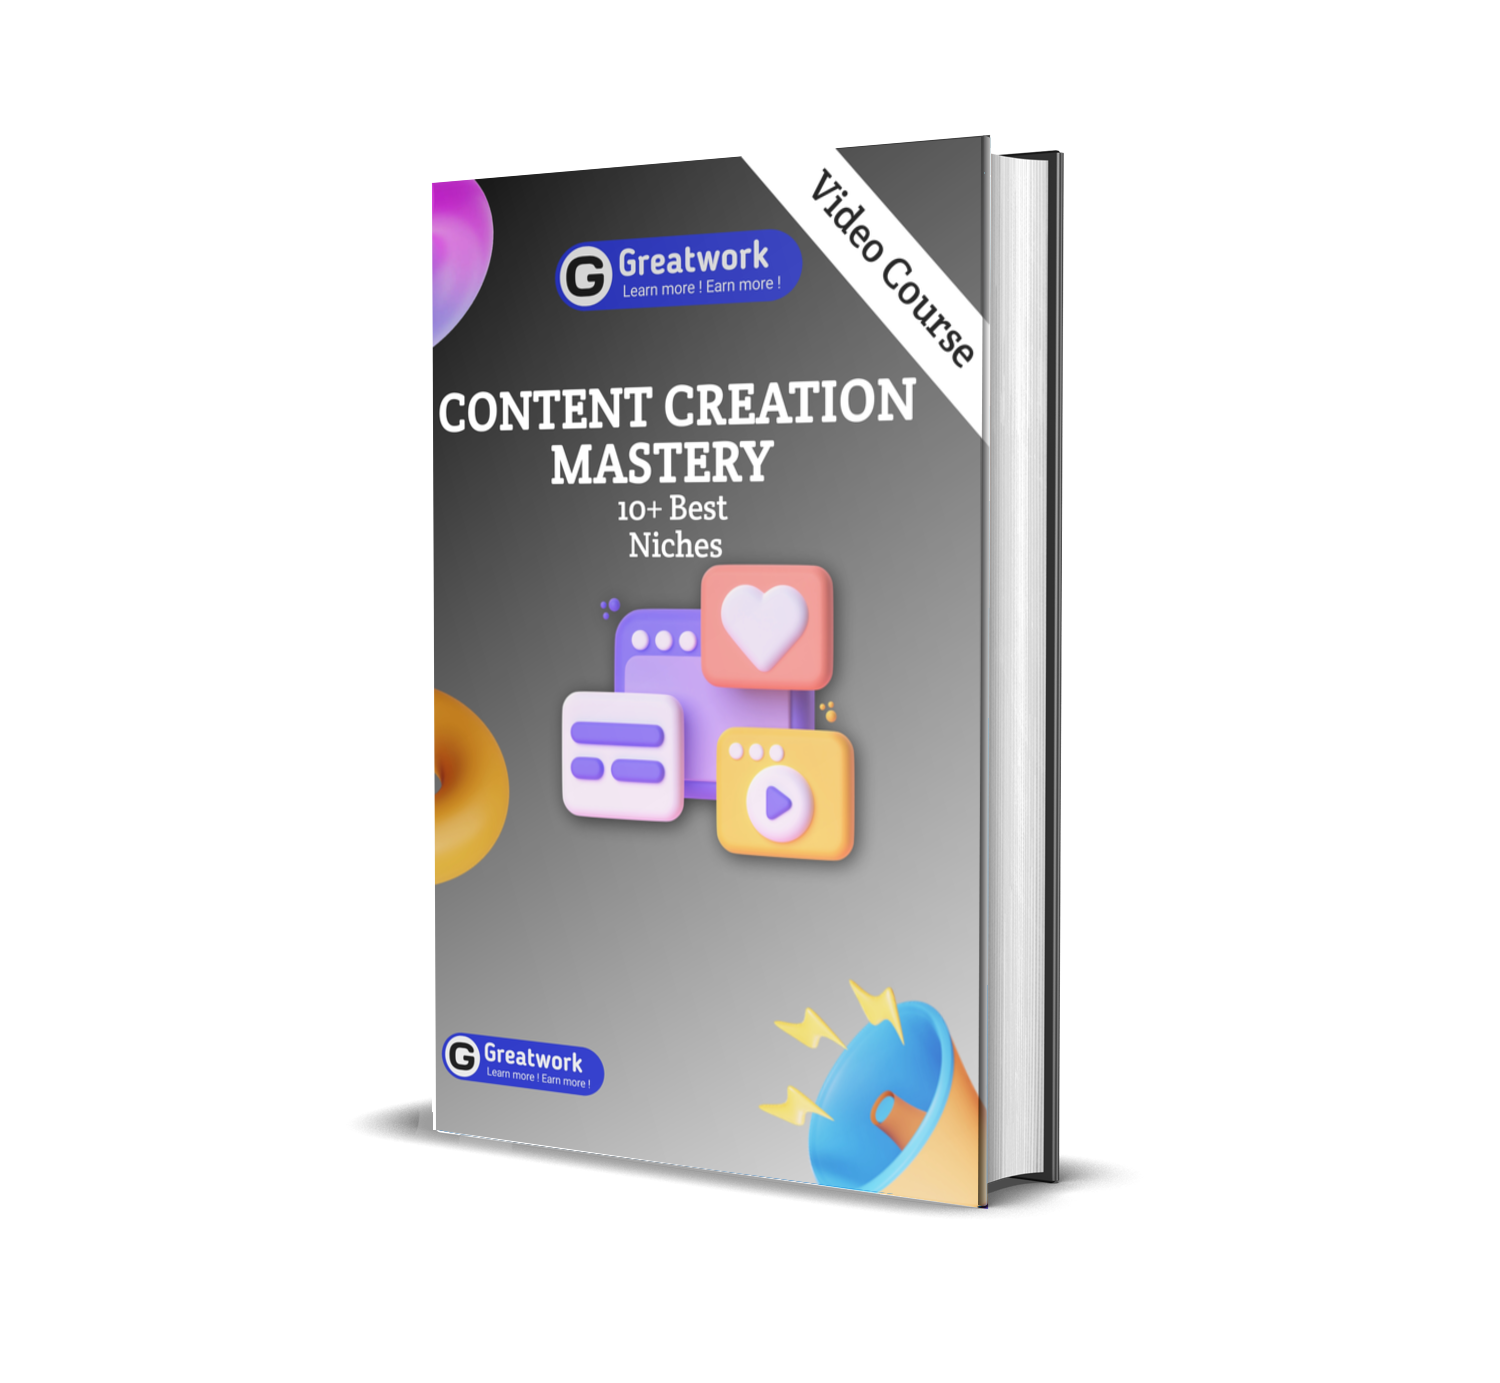 Video Course
G Greatwork
Learn more ! Earn more !
CONTENT CREATION
MASTERY
10+ Best
Niches
G Greatwork
Learn more ! Earn more !